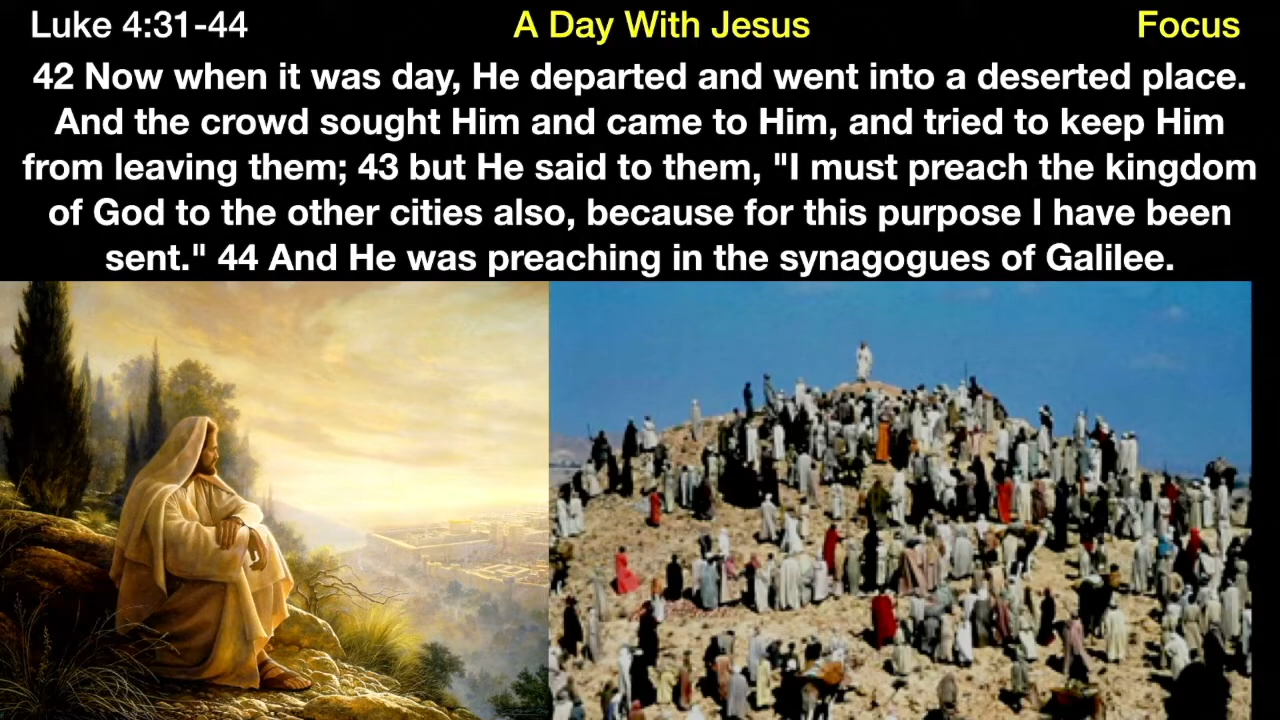 Luke 4:31-44 A Day With Jesus Focus
42 Now when it was day, He departed and went into a deserted place.
And the crowd sought Him and came to Him, and tried to keep Him
from leaving them; 43 but He said to them, "I must preach the kingdom
of God to the other cities also, because for this purpose I have been
sent." 44 And He was preaching in the synagogues of Galilee.